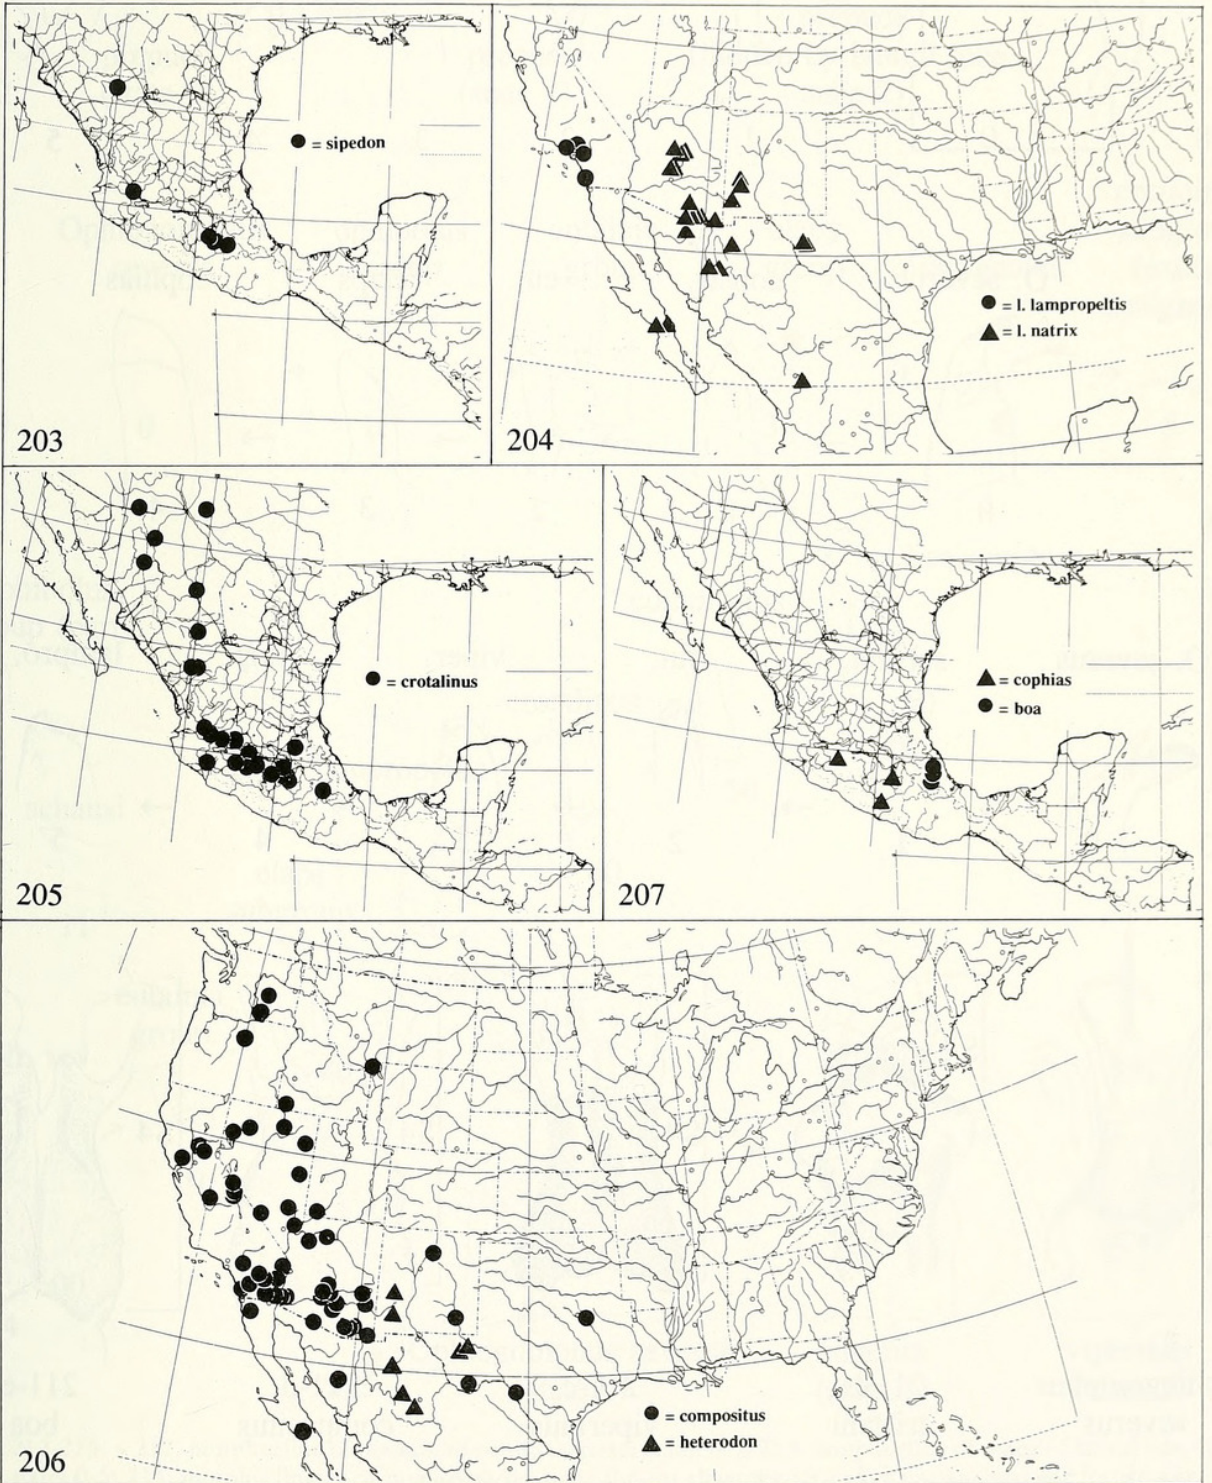 = sipedon
203
= l. lampropeltis
= l. natrix
204
= crotalinus
205
= cophias
= boa
207
= compositus
= heterodon
206